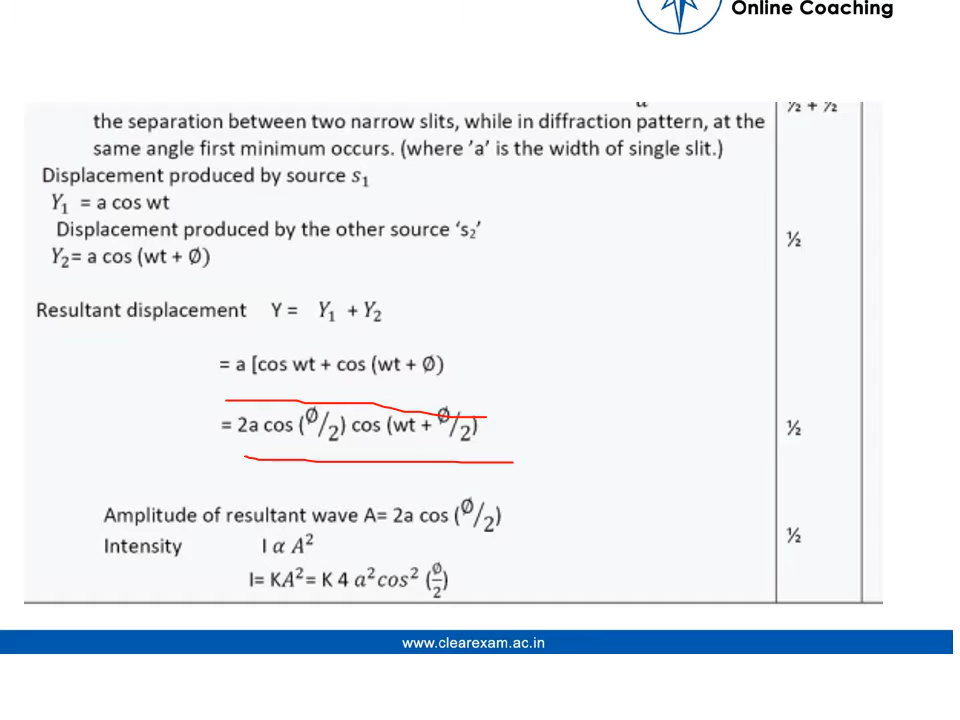 Online Coaching
½ + ½
the separation between two narrow slits, while in diffraction pattern, at the
same angle first minimum occurs. (where ’a’ is the width of single slit.)
Displacement produced by source s₁
Y₁ = a cos wt
Displacement produced by the other source ‘s₂’
½
Y₂= a cos (wt + Ø)
Resultant displacement Y = Y₁ + Y₂
= a [cos wt + cos (wt + Ø)
= 2a cos (Ø/2) cos (wt + Ø/2)
½
Amplitude of resultant wave A= 2a cos (Ø/2)
½
Intensity I α A²
I= KA²= K 4 a²cos² (Ø/2)
www.clearexam.ac.in